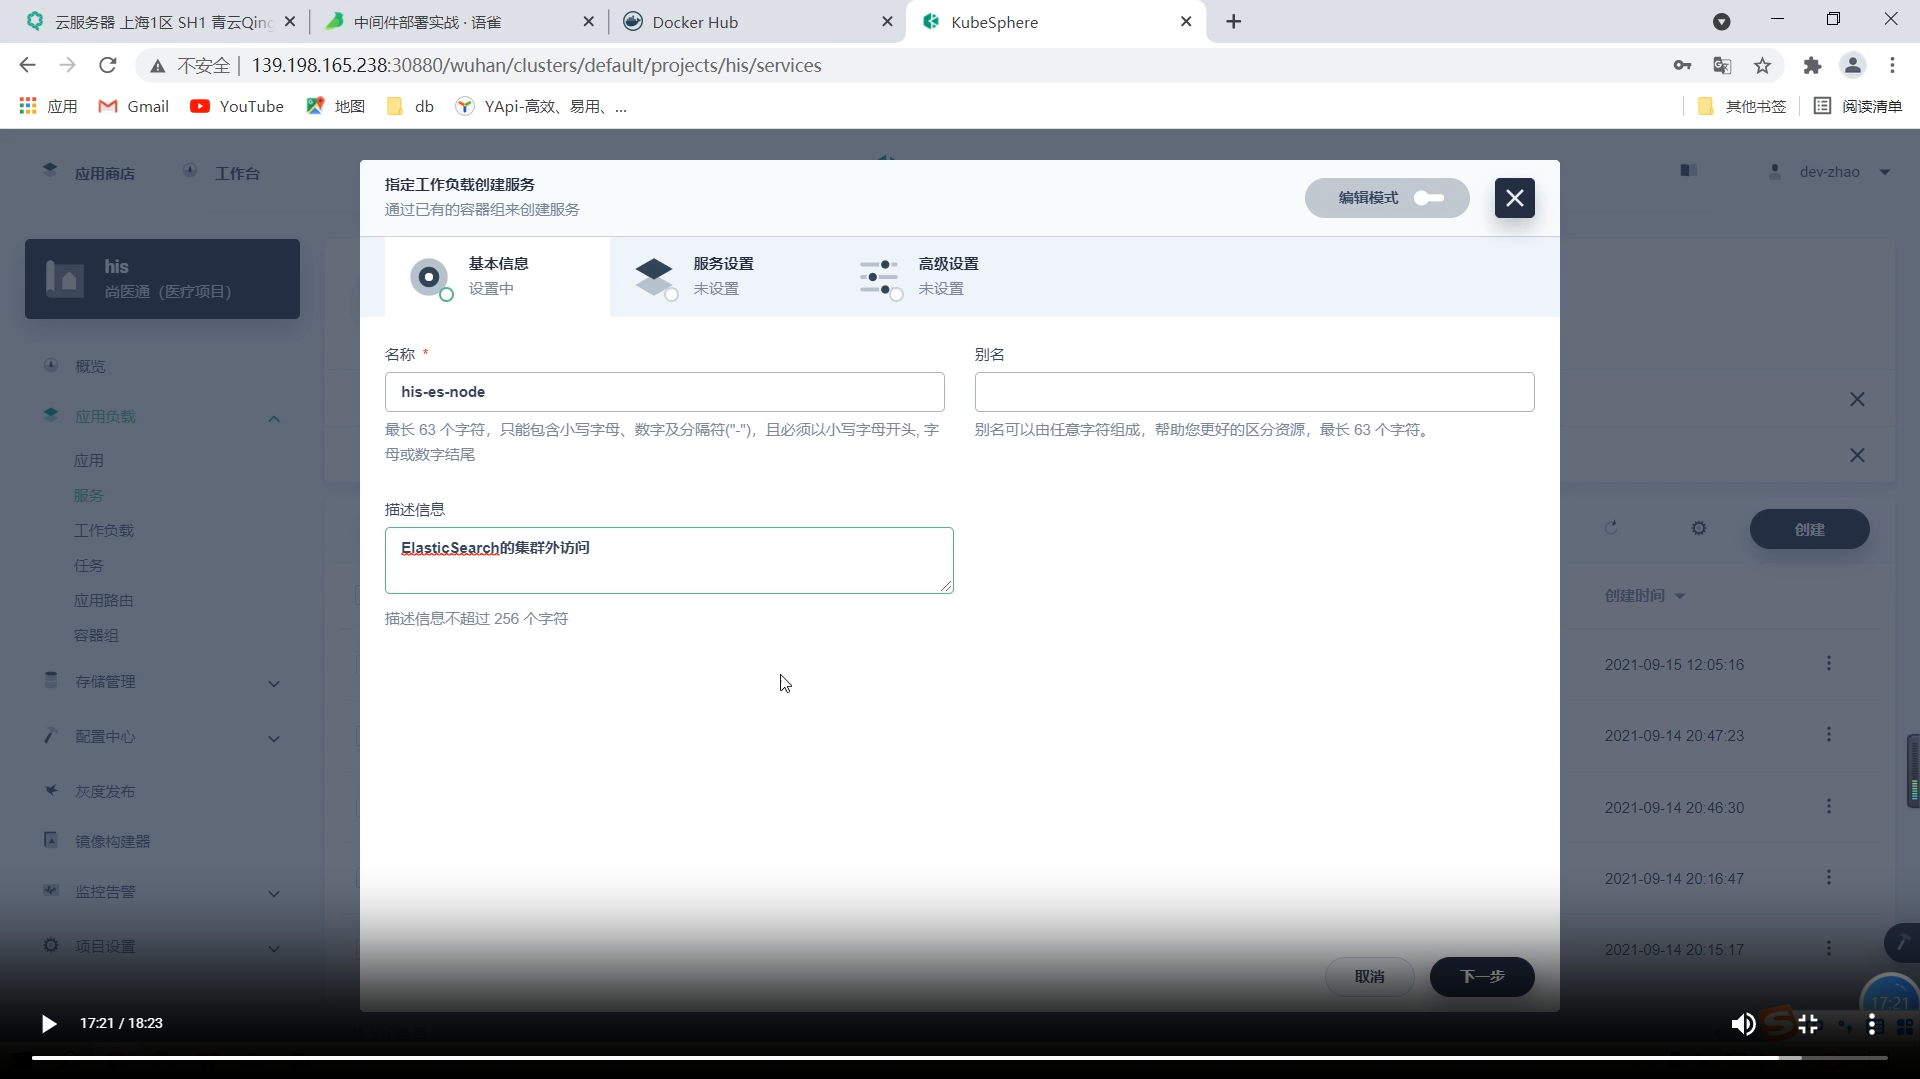 云服务器 上海1区 SH1 青云Qing
中间件部署实战 · 语雀
Docker Hub
KubeSphere
不安全
139.198.165.238:30880/wuhan/clusters/default/projects/his/services
应用
Gmail
YouTube
地图
db
YApi-高效、易用、...
其他书签
阅读清单
应用商店
工作台
dev-zhao
指定工作负载创建服务
通过已有的容器组来创建服务
编辑模式
his
尚医通（医疗项目)
基本信息
设置中
服务设置
未设置
高级设置
未设置
概览
应用负载
应用
服务
工作负载
任务
应用路由
容器组
存储管理
配置中心
灰度发布
镜像构建器
监控告警
项目设置
名称 *
his-es-node
最长 63 个字符，只能包含小写字母、数字及分隔符("-")，且必须以小写字母开头, 字
母或数字结尾
别名
别名可以由任意字符组成，帮助您更好的区分资源，最长 63 个字符。
描述信息
ElasticSearch的集群外访问
描述信息不超过 256 个字符
创建
创建时间
2021-09-15 12:05:16
2021-09-14 20:47:23
2021-09-14 20:46:30
2021-09-14 20:16:47
2021-09-14 20:15:17
取消
下一步
17:21 / 18:23
17:21